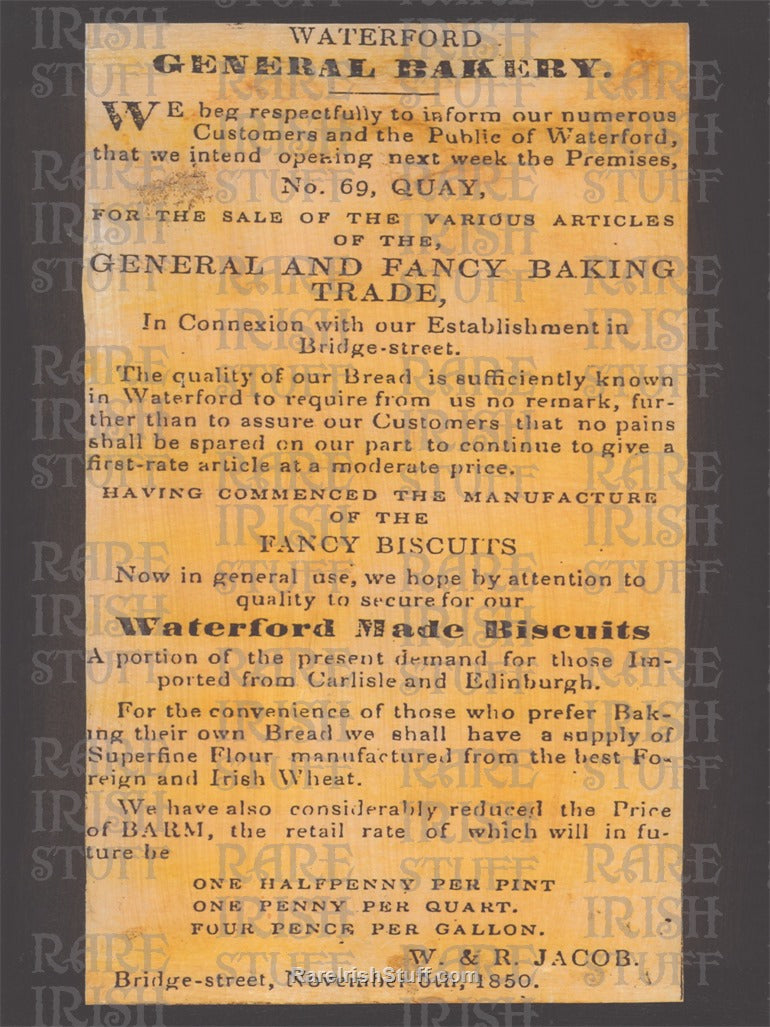 WATERFORD
GENERAL BAKERY.
WE beg respectfully to inform our numerous
Customers and the Public of Waterford,
that we intend opening next week the Premises,
No. 69, QUAY,
FOR THE SALE OF THE VARIOUS ARTICLES
OF THE,
GENERAL AND FANCY BAKING
TRADE,
In Connexion with our Establishment in
Bridge-street.
The quality of our Bread is sufficiently known
in Waterford to require from us no remark, fur-
ther than to assure our Customers that no pains
shall be spared on our part to continue to give a
first-rate article at a moderate price.
HAVING COMMENCED THE MANUFACTURE
OF THE
FANCY BISCUITS
Now in general use, we hope by attention to
quality to secure for our
Waterford Made Biscuits
A portion of the present demand for those Im-
ported from Carlisle and Edinburgh.
For the convenience of those who prefer Bak-
ing their own Bread we shall have a supply of
Superfine Flour manufactured from the best Fo-
reign and Irish Wheat.
We have also considerably reduced the Price
of BARM, the retail rate of which will in fu-
ture be
ONE HALFPENNY PER PINT
ONE PENNY PER QUART.
FOUR PENCE PER GALLON.
W. & R. JACOB.
Bridge-street, November 1850.
RareIrishStuff.com
RARE IRISH STUFF